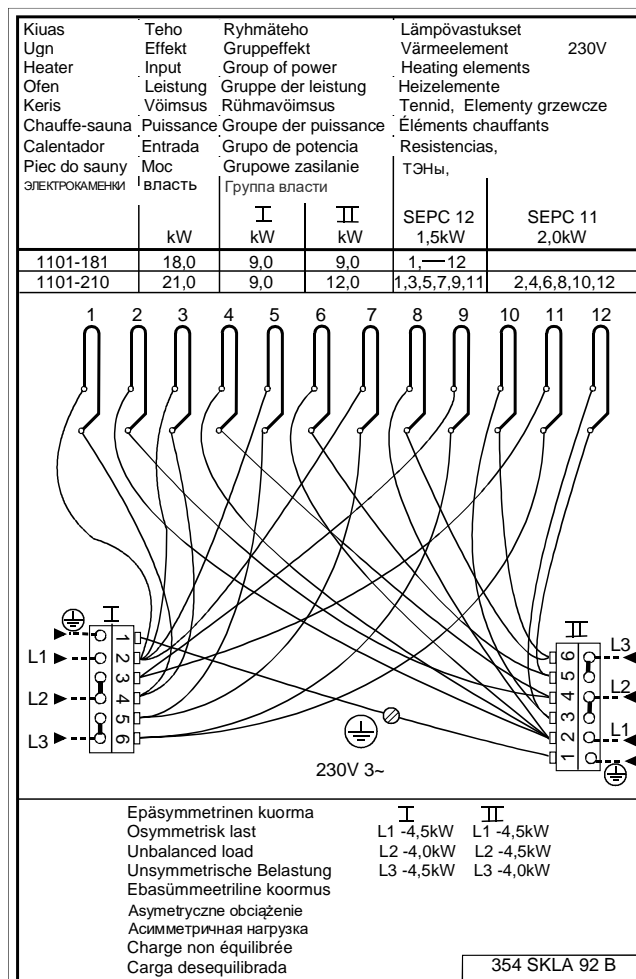 Kiuas Teho Ryhmäteho Lämpövastukset
Ugn Effekt Gruppeffekt Värmeelement 230V
Heater Input Group of power Heating elements
Ofen Leistung Gruppe der leistung Heizelemente
Keris Vöimsus Rühmavöimsus Tennid, Elementy grzewcze
Chauffe-sauna Puissance Groupe der puissance Éléments chauffants
Calentador Entrada Grupo de potencia Resistencias,
Piec do sauny Moc Grupowe zasilanie ТЭНы,
ЭЛЕКТРОКАМЕНКИ власть Группа власти
I II SEPC 12 SEPC 11
kW kW kW 1,5kW 2,0kW
1101-181 18,0 9,0 9,0 1,—12
1101-210 21,0 9,0 12,0 1,3,5,7,9,11 2,4,6,8,10,12
1 2 3 4 5 6 7 8 9 10 11 12
I II
1 2 3 4 5 6
L1
L2
L3
6 5 4 3 2 1
L3
L2
L1
230V 3~
Epäsymmetrinen kuorma I II
Osymmetrisk last L1 -4,5kW L1 -4,5kW
Unbalanced load L2 -4,0kW L2 -4,5kW
Unsymmetrische Belastung L3 -4,5kW L3 -4,0kW
Ebasümmeetriline koormus
Asymetryczne obciążenie
Асимметричная нагрузка
Charge non équilibrée
Carga desequilibrada
354 SKLA 92 B